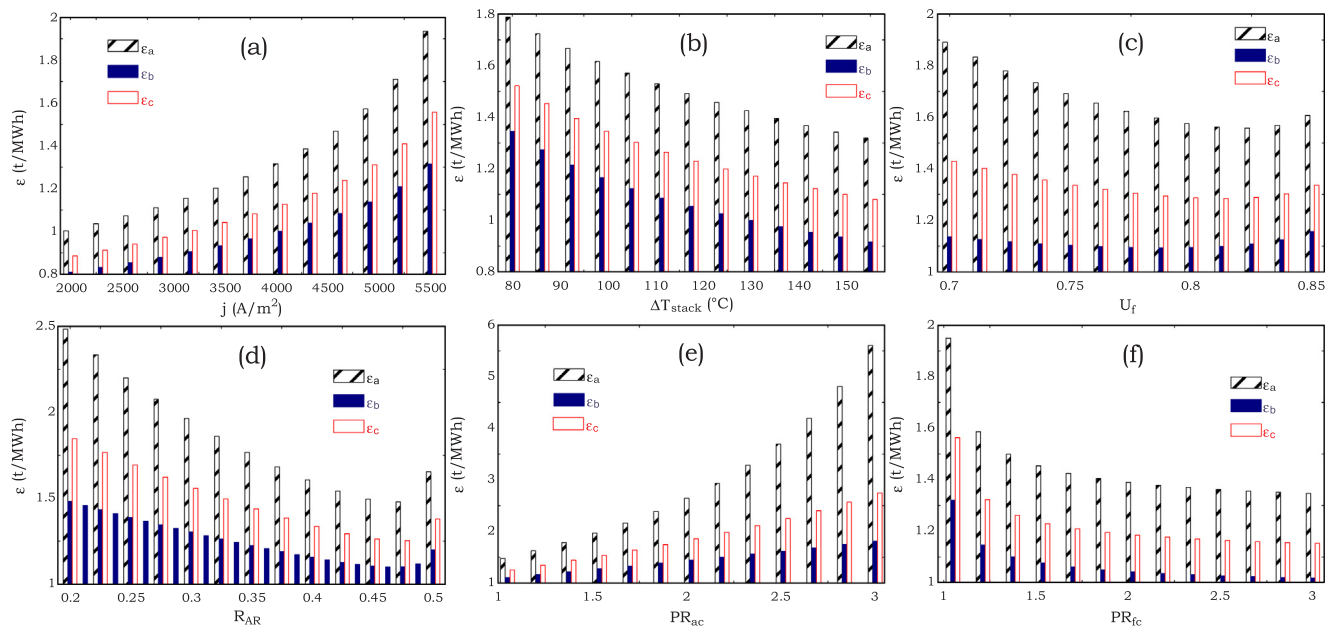 (a)
εa
εb
εc
ε (t/MWh)
2
1.8
1.6
1.4
1.2
1
0.8
2000 2500 3000 3500 4000 4500 5000 5500
j (A/m²)
(b)
εa
εb
εc
ε (t/MWh)
1.8
1.6
1.4
1.2
1
0.8
80 90 100 110 120 130 140 150
ΔTstack (°C)
(c)
εa
εb
εc
ε (t/MWh)
2
1.8
1.6
1.4
1.2
1
0.7 0.75 0.8 0.85
Uf
(d)
εa
εb
εc
ε (t/MWh)
2.5
2
1.5
1
0.2 0.25 0.3 0.35 0.4 0.45 0.5
RAR
(e)
εa
εb
εc
ε (t/MWh)
6
5
4
3
2
1
1 1.5 2 2.5 3
PRac
(f)
εa
εb
εc
ε (t/MWh)
2
1.8
1.6
1.4
1.2
1
1 1.5 2 2.5 3
PRfc